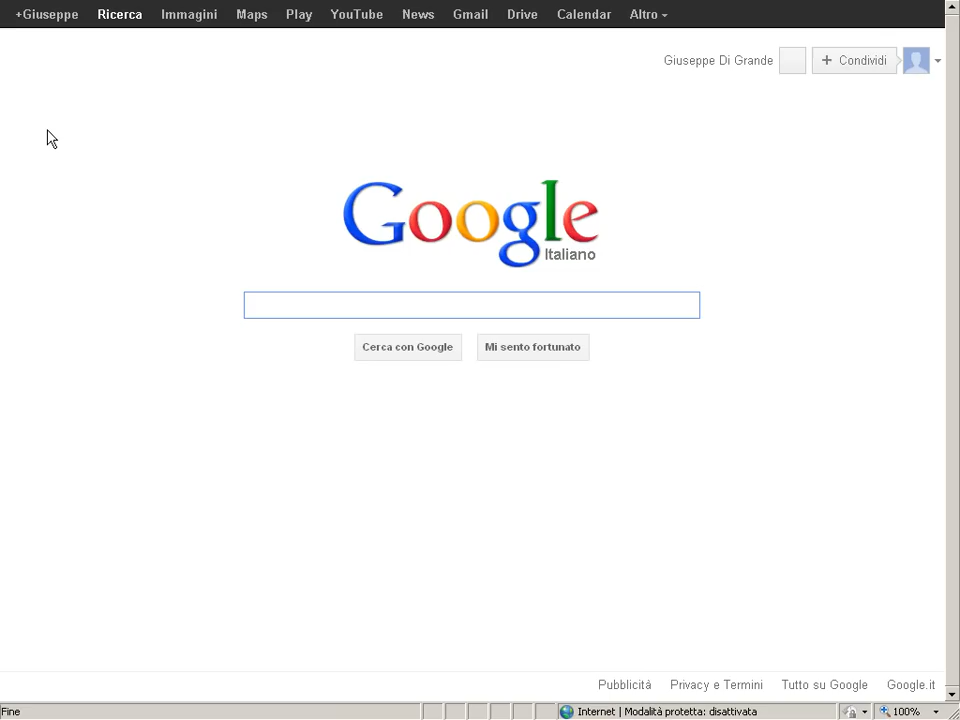 +Giuseppe Ricerca Immagini Maps Play YouTube News Gmail Drive Calendar Altro
Giuseppe Di Grande + Condividi
Google
Italiano
Cerca con Google Mi sento fortunato
Pubblicità Privacy e Termini Tutto su Google Google.it
Fine Internet | Modalità protetta: disattivata 100%